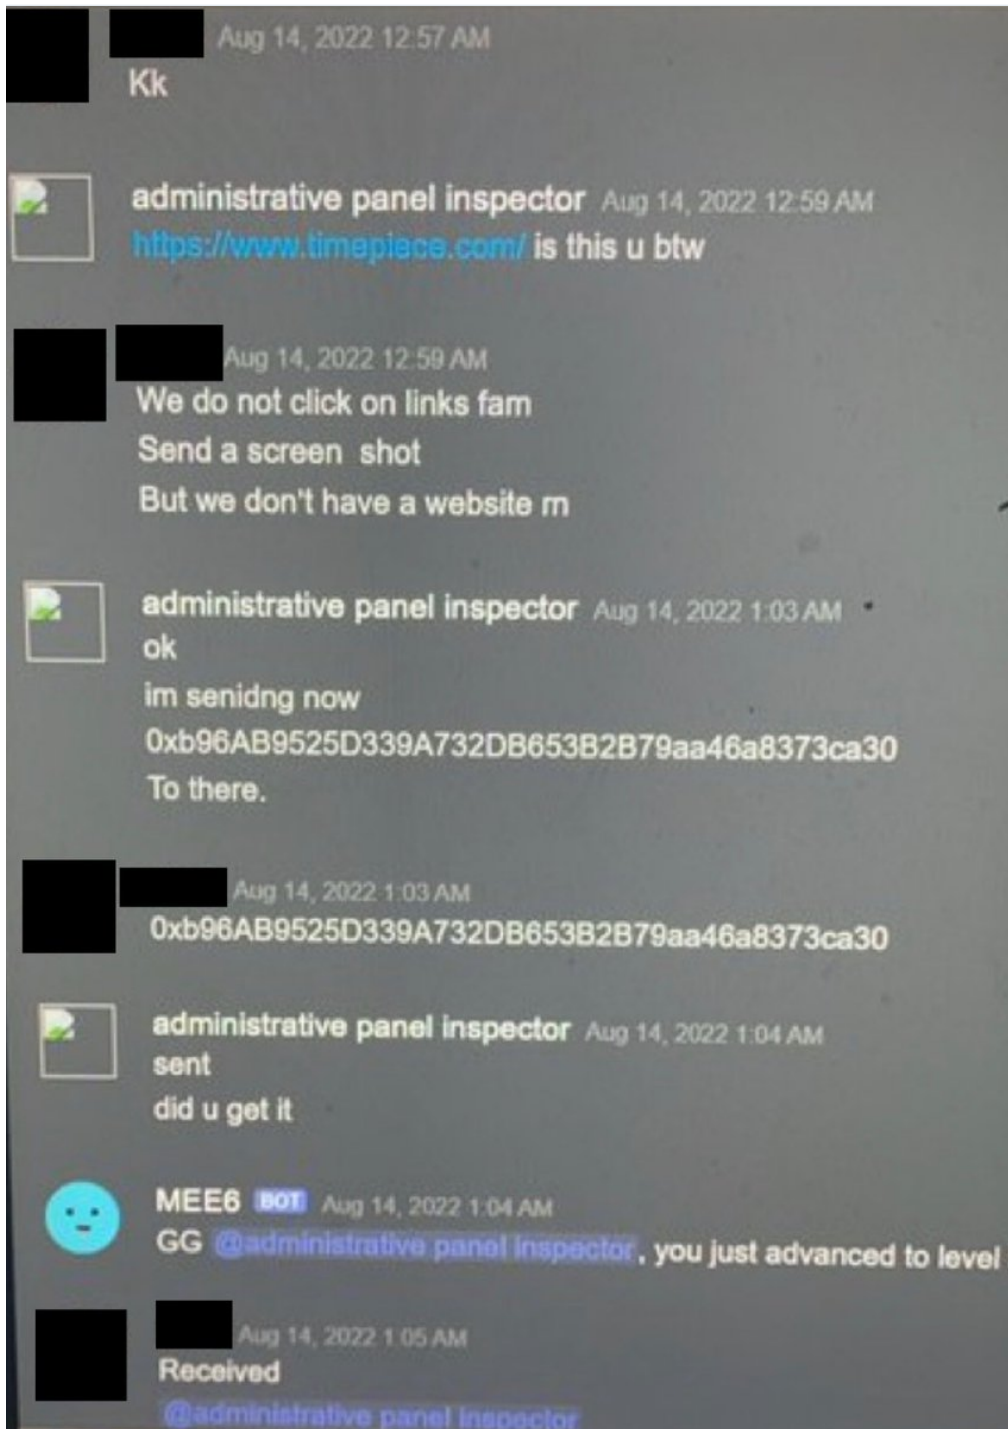 Aug 14, 2022 12:57 AM
Kk
administrative panel inspector Aug 14, 2022 12:59 AM
https://www.timepiece.com/ is this u btw
Aug 14, 2022 12:59 AM
We do not click on links fam
Send a screen shot
But we don't have a website rn
administrative panel inspector Aug 14, 2022 1:03 AM
ok
im senidng now
0xb96AB9525D339A732DB653B2B79aa46a8373ca30
To there.
Aug 14, 2022 1:03 AM
0xb96AB9525D339A732DB653B2B79aa46a8373ca30
administrative panel inspector Aug 14, 2022 1:04 AM
sent
did u get it
MEE6 BOT Aug 14, 2022 1:04 AM
GG @administrative panel inspector, you just advanced to level
Aug 14, 2022 1:05 AM
Received
@administrative panel inspector